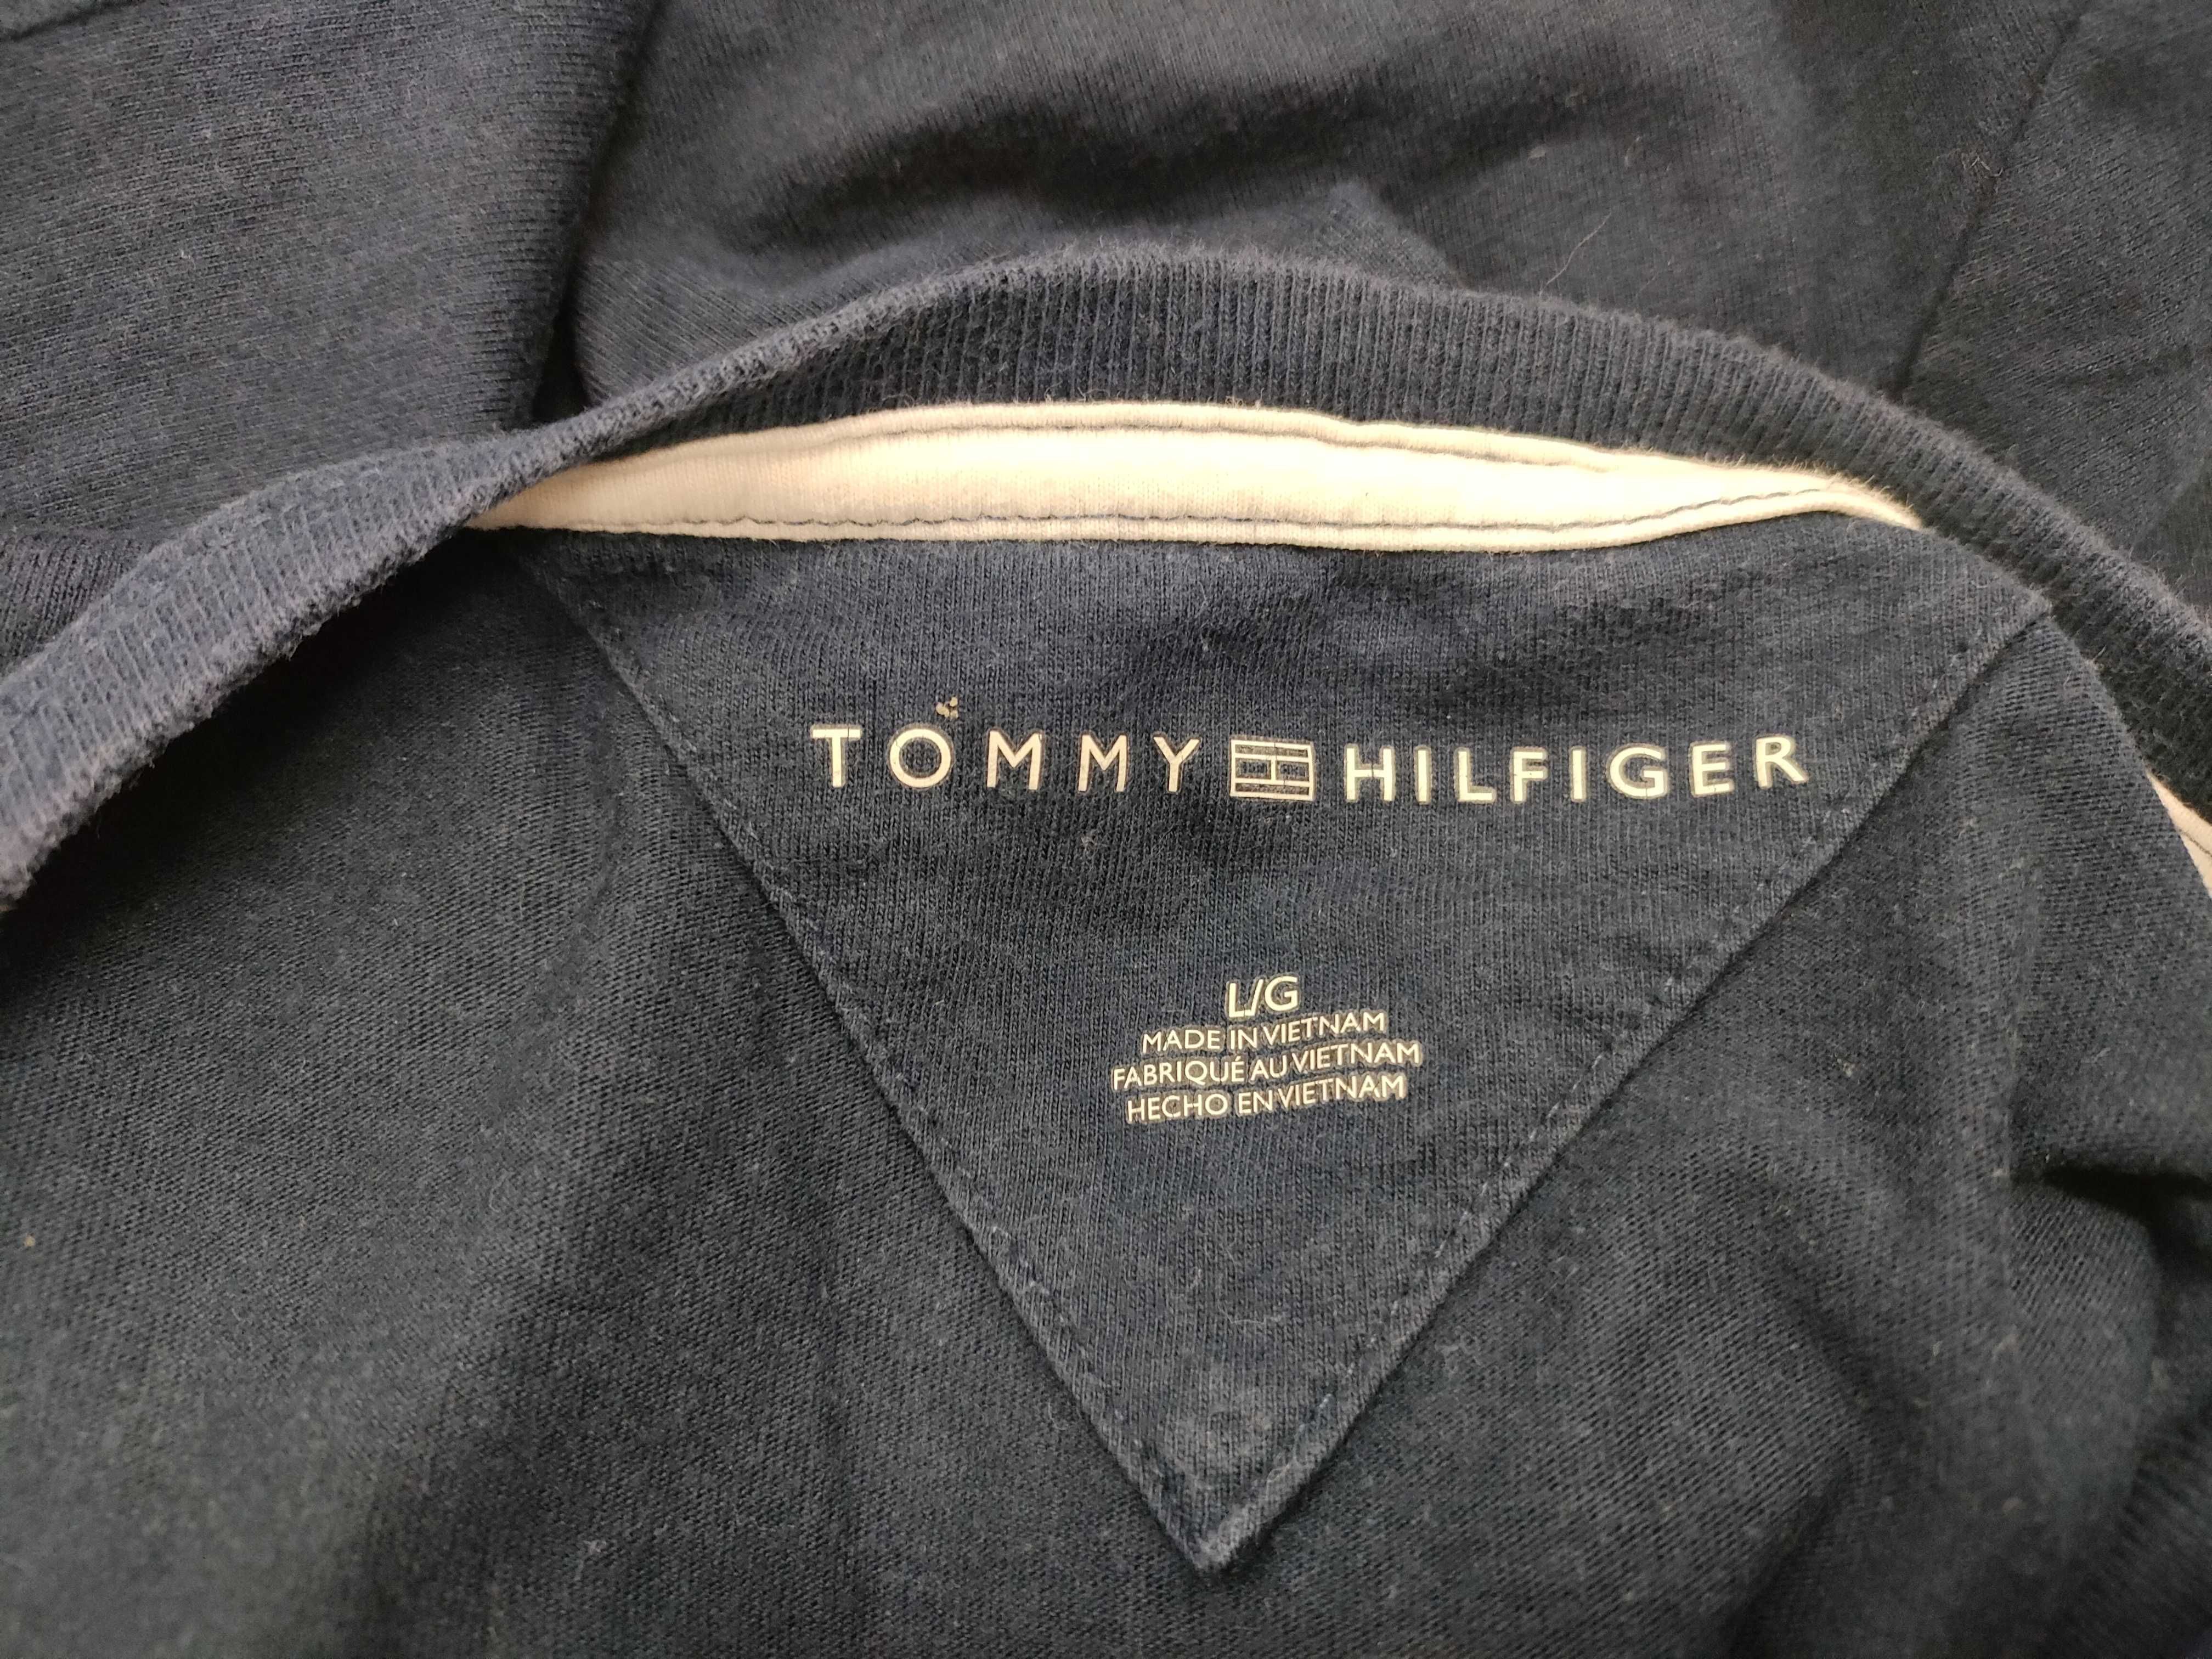 TOMMY HILFIGER
L/G
MADE IN VIETNAM
FABRIQUÉ AU VIETNAM
HECHO EN VIETNAM